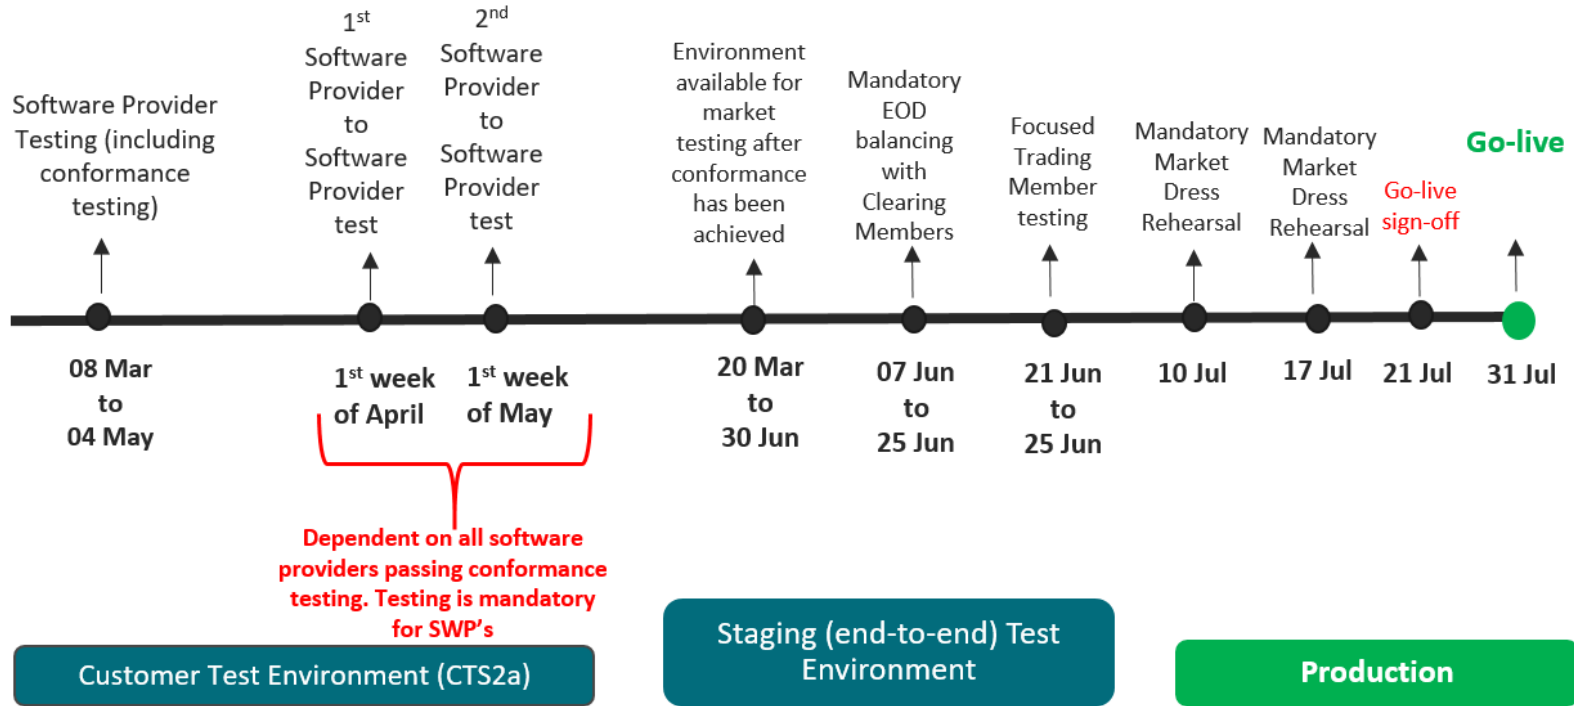 Software Provider
Testing (including
conformance
testing)
1st
Software
Provider
to
Software
Provider
test
2nd
Software
Provider
to
Software
Provider
test
Environment
available for
market
testing after
conformance
has been
achieved
Mandatory
EOD
balancing
with
Clearing
Members
Focused
Trading
Member
testing
Mandatory
Market
Dress
Rehearsal
Mandatory
Market
Dress
Rehearsal
Go-live
sign-off
Go-live
08 Mar
to
04 May
1st week
of April
1st week
of May
20 Mar
to
30 Jun
07 Jun
to
25 Jun
21 Jun
to
25 Jun
10 Jul
17 Jul
21 Jul
31 Jul
Dependent on all software
providers passing conformance
testing. Testing is mandatory
for SWP's
Customer Test Environment (CTS2a)
Staging (end-to-end) Test
Environment
Production